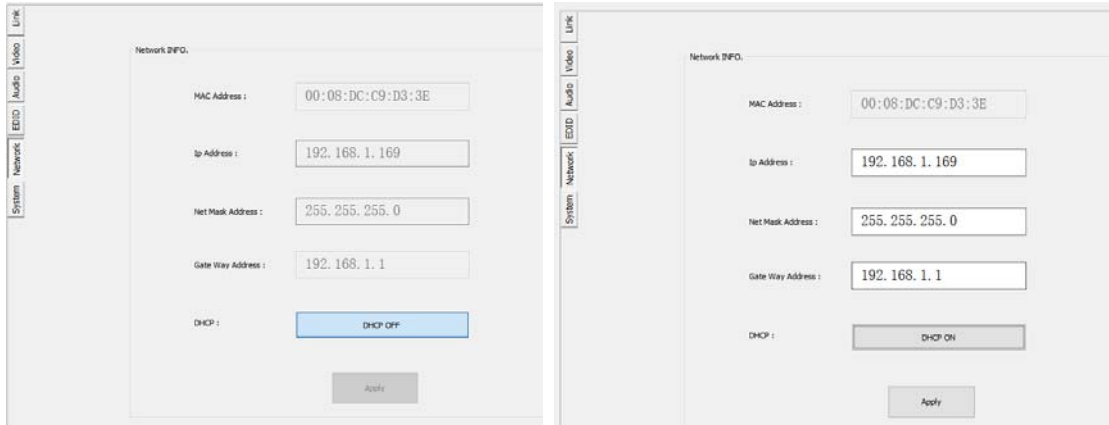 Link
Video
Audio
EDID
Network
System
Network INFO.
MAC Address :
00:08:DC:C9:D3:3E
Ip Address :
192. 168. 1. 169
Net Mask Address :
255. 255. 255. 0
Gate Way Address :
192. 168. 1. 1
DHCP :
DHCP OFF
Apply
Link
Video
Audio
EDID
Network
System
Network INFO.
MAC Address :
00:08:DC:C9:D3:3E
Ip Address :
192. 168. 1. 169
Net Mask Address :
255. 255. 255. 0
Gate Way Address :
192. 168. 1. 1
DHCP :
DHCP ON
Apply